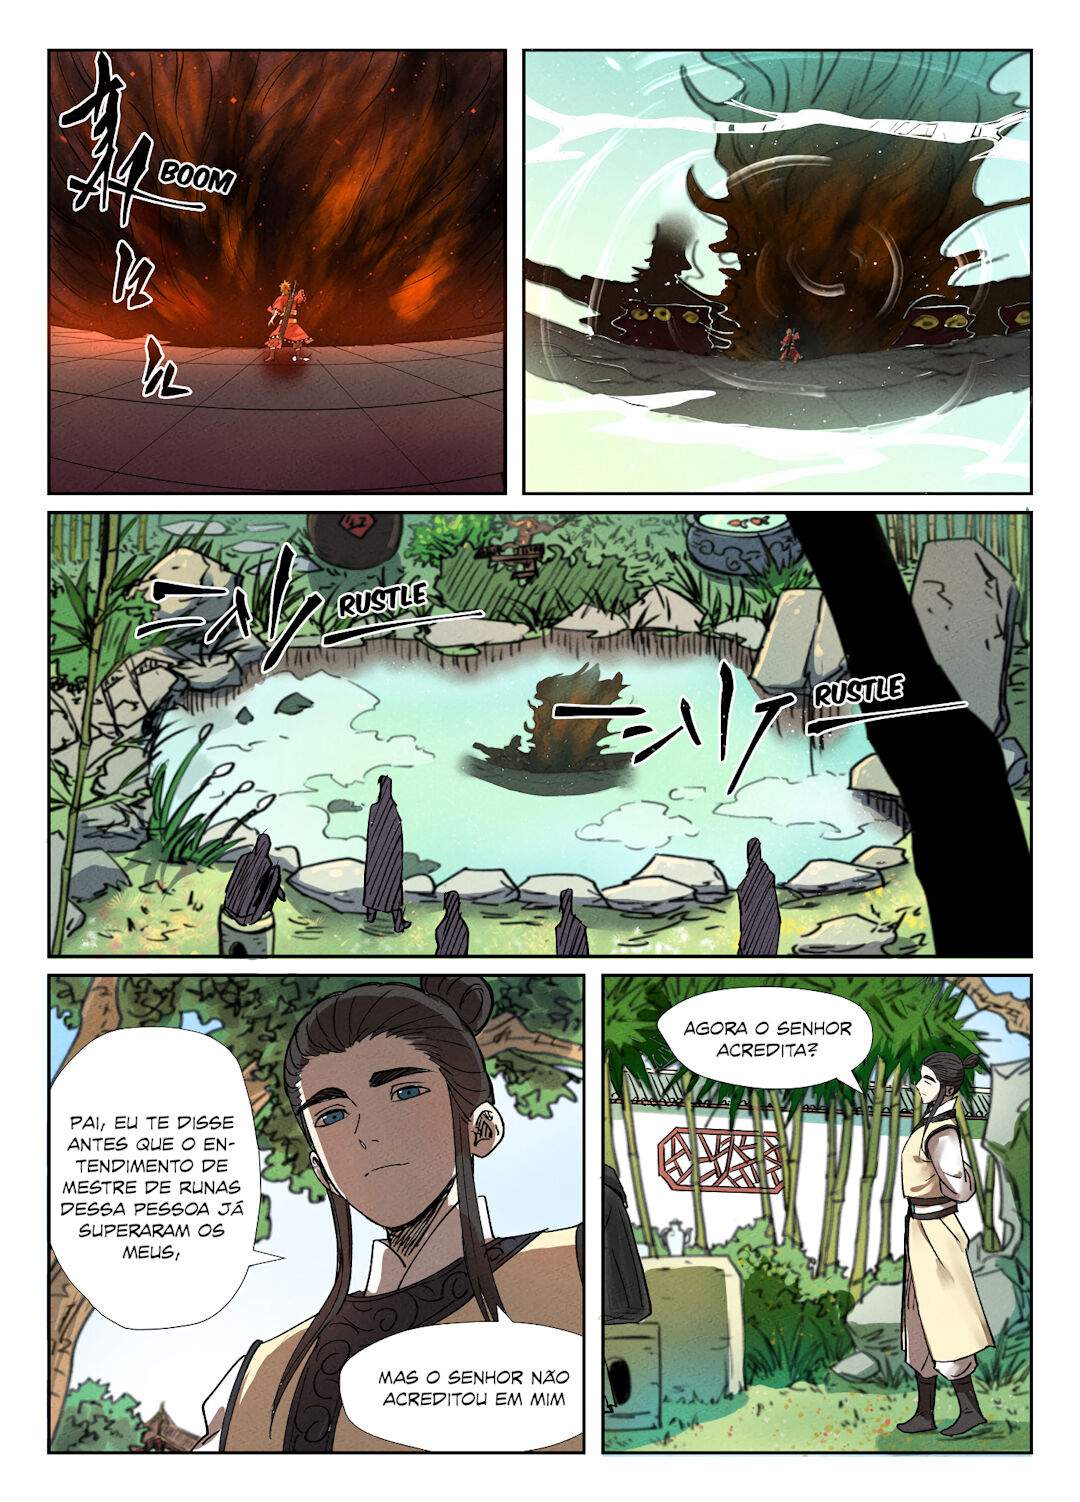 BOOM
RUSTLE
RUSTLE
PAI, EU TE DISSE
ANTES QUE O EN-
TENDIMENTO DE
MESTRE DE RUNAS
DESSA PESSOA JÁ
SUPERARAM OS
MEUS;
MAS O SENHOR NÃO
ACREDITOU EM MIM
AGORA O SENHOR
ACREDITA?